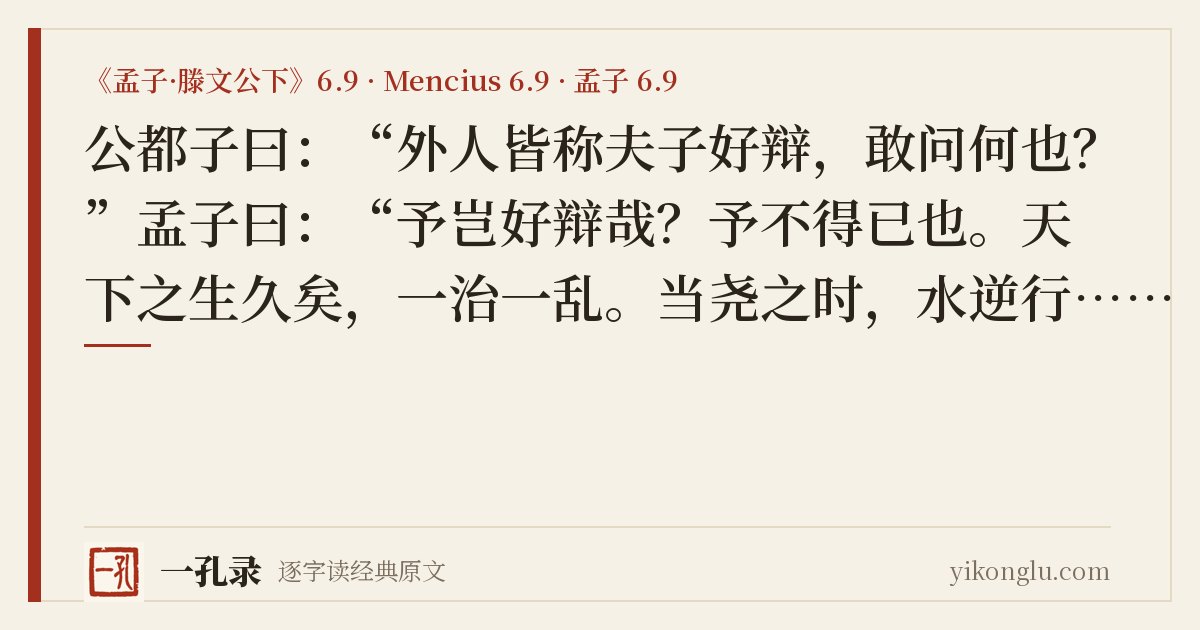 《孟子·滕文公下》6.9 · Mencius 6.9 · 孟子 6.9
公都子曰：“外人皆称夫子好辩，敢问何也？
”孟子曰：“予岂好辩哉？予不得已也。天
下之生久矣，一治一乱。当尧之时，水逆行……
一孔
一孔录 逐字读经典原文 yikonglu.com